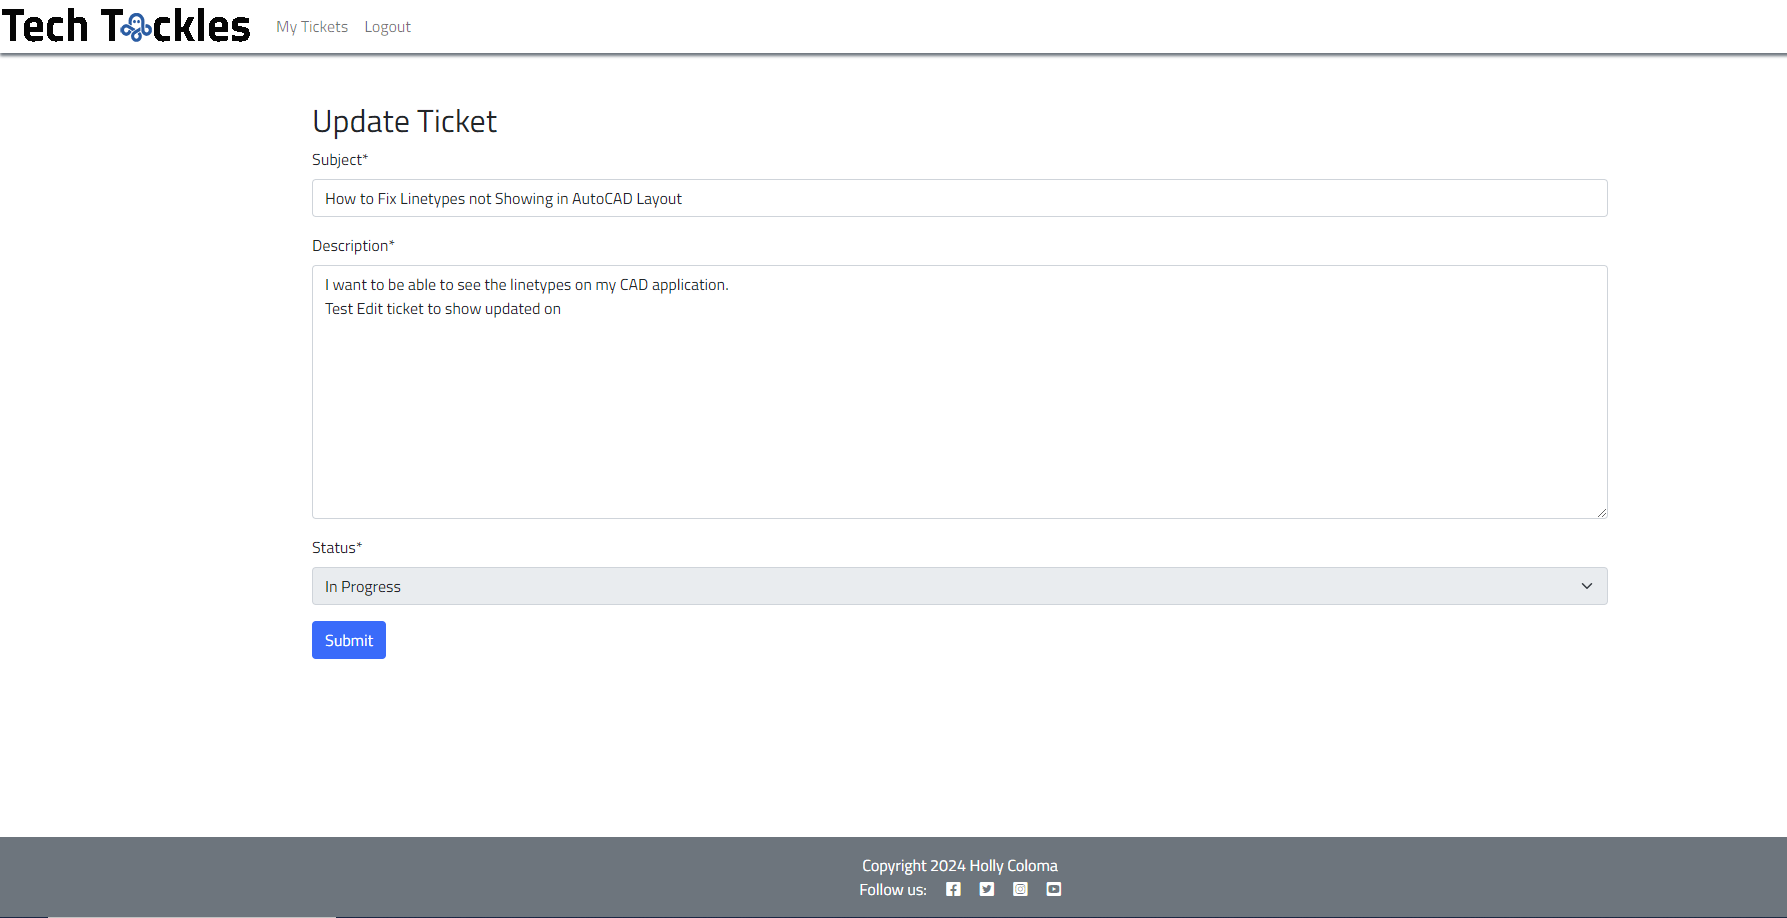 Tech Tackles
My Tickets Logout
Update Ticket
Subject*
How to Fix Linetypes not Showing in AutoCAD Layout
Description*
I want to be able to see the linetypes on my CAD application.
Test Edit ticket to show updated on
Status*
In Progress
Submit
Copyright 2024 Holly Coloma
Follow us: